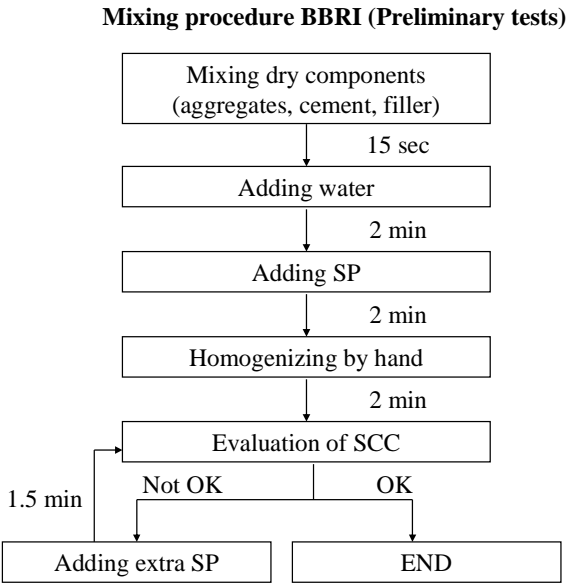 Mixing procedure BBRI (Preliminary tests)
Mixing dry components
(aggregates, cement, filler)
15 sec
Adding water
2 min
Adding SP
2 min
Homogenizing by hand
2 min
Evaluation of SCC
Not OK
OK
1.5 min
Adding extra SP
END